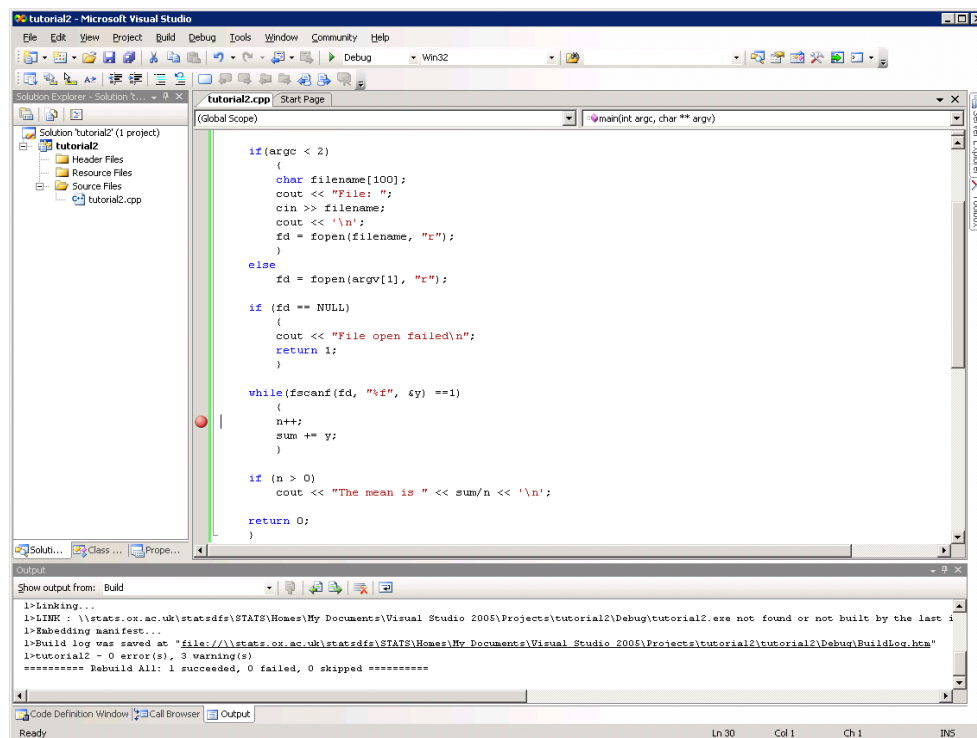 tutorial2 - Microsoft Visual Studio
File Edit View Project Build Debug Tools Window Community Help
Debug Win32
Solution Explorer - Solution 't...
tutorial2.cpp Start Page
(Global Scope) main(int argc, char ** argv)
Solution 'tutorial2' (1 project)
tutorial2
Header Files
Resource Files
Source Files
tutorial2.cpp
if(argc < 2)
{
char filename[100];
cout << "File: ";
cin >> filename;
cout << '\n';
fd = fopen(filename, "r");
}
else
fd = fopen(argv[1], "r");
if (fd == NULL)
{
cout << "File open failed\n";
return 1;
}
while(fscanf(fd, "%f", &y) ==1)
{
n++;
sum += y;
}
if (n > 0)
cout << "The mean is " << sum/n << '\n';
return 0;
}
Server Explorer
Toolbox
Soluti... Class ... Prope...
Output
Show output from: Build
1>Linking...
1>LINK : \\stats.ox.ac.uk\statsdfs\STATS\Homes\My Documents\Visual Studio 2005\Projects\tutorial2\Debug\tutorial2.exe not found or not built by the last i
1>Embedding manifest...
1>Build log was saved at "file://\\stats.ox.ac.uk\statsdfs\STATS\Homes\My Documents\Visual Studio 2005\Projects\tutorial2\tutorial2\Debug\BuildLog.htm"
1>tutorial2 - 0 error(s), 3 warning(s)
========== Rebuild All: 1 succeeded, 0 failed, 0 skipped ==========
Code Definition Window Call Browser Output
Ready Ln 30 Col 1 Ch 1 INS